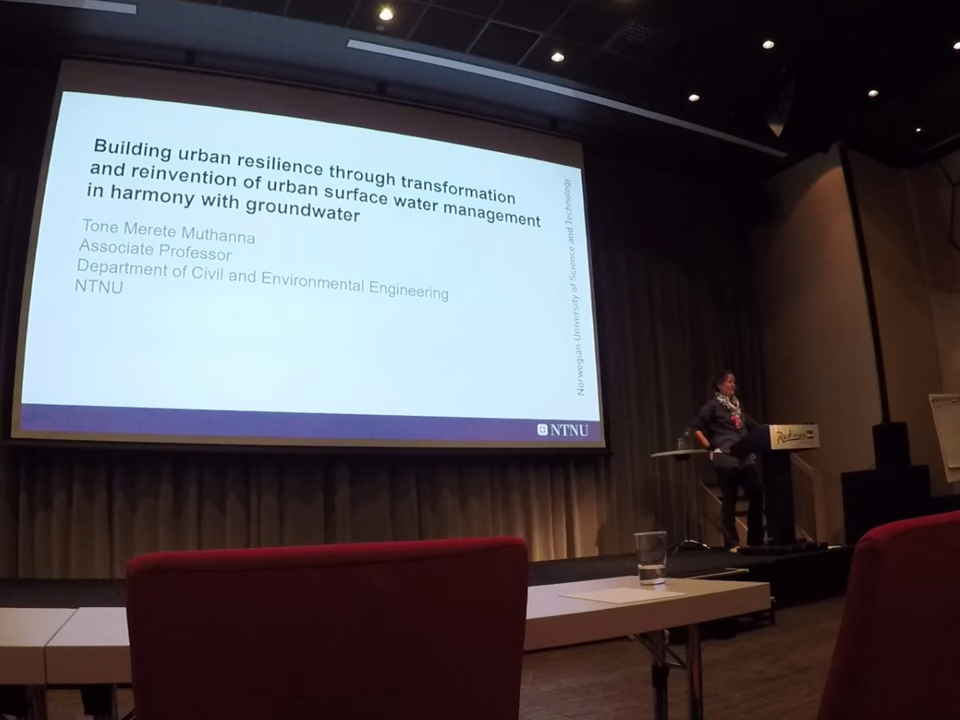 Building urban resilience through transformation
and reinvention of urban surface water management
in harmony with groundwater
Tone Merete Muthanna
Associate Professor
Department of Civil and Environmental Engineering
NTNU
Norwegian University of Science and Technology
NTNU
Radisson